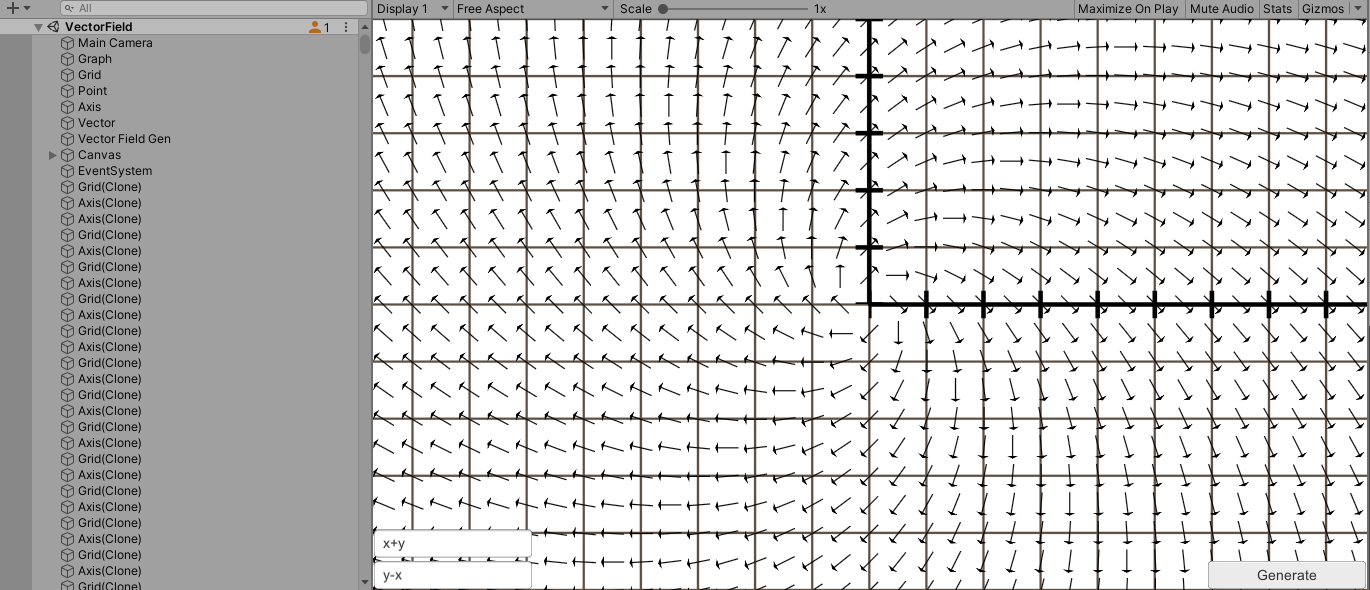 All
Display 1
Free Aspect
Scale
1x
Maximize On Play
Mute Audio
Stats
Gizmos
VectorField
1
Main Camera
Graph
Grid
Point
Axis
Vector
Vector Field Gen
Canvas
EventSystem
Grid(Clone)
Axis(Clone)
Axis(Clone)
Grid(Clone)
Axis(Clone)
Grid(Clone)
Axis(Clone)
Grid(Clone)
Axis(Clone)
Grid(Clone)
Axis(Clone)
Grid(Clone)
Axis(Clone)
Grid(Clone)
Axis(Clone)
Grid(Clone)
Axis(Clone)
Grid(Clone)
Axis(Clone)
Grid(Clone)
Axis(Clone)
Grid(Clone)
Axis(Clone)
Grid(Clone)
Axis(Clone)
Grid(Clone)
x+y
y-x
Generate